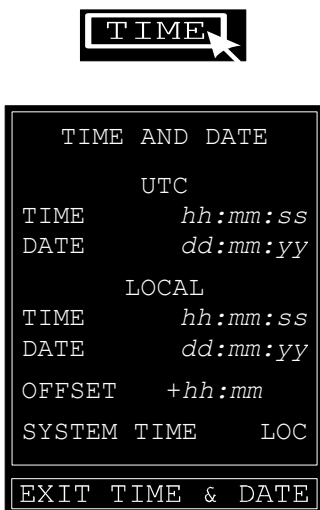 TIME
TIME AND DATE
UTC
TIME hh:mm:ss
DATE dd:mm:yy
LOCAL
TIME hh:mm:ss
DATE dd:mm:yy
OFFSET +hh:mm
SYSTEM TIME LOC
EXIT TIME & DATE